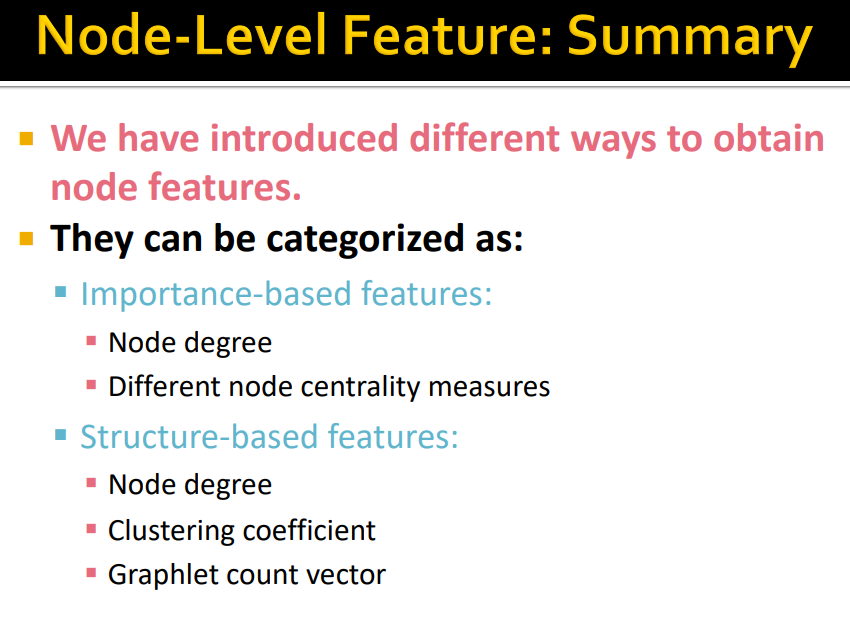 Node-Level Feature: Summary
We have introduced different ways to obtain
node features.
They can be categorized as:
Importance-based features:
Node degree
Different node centrality measures
Structure-based features:
Node degree
Clustering coefficient
Graphlet count vector